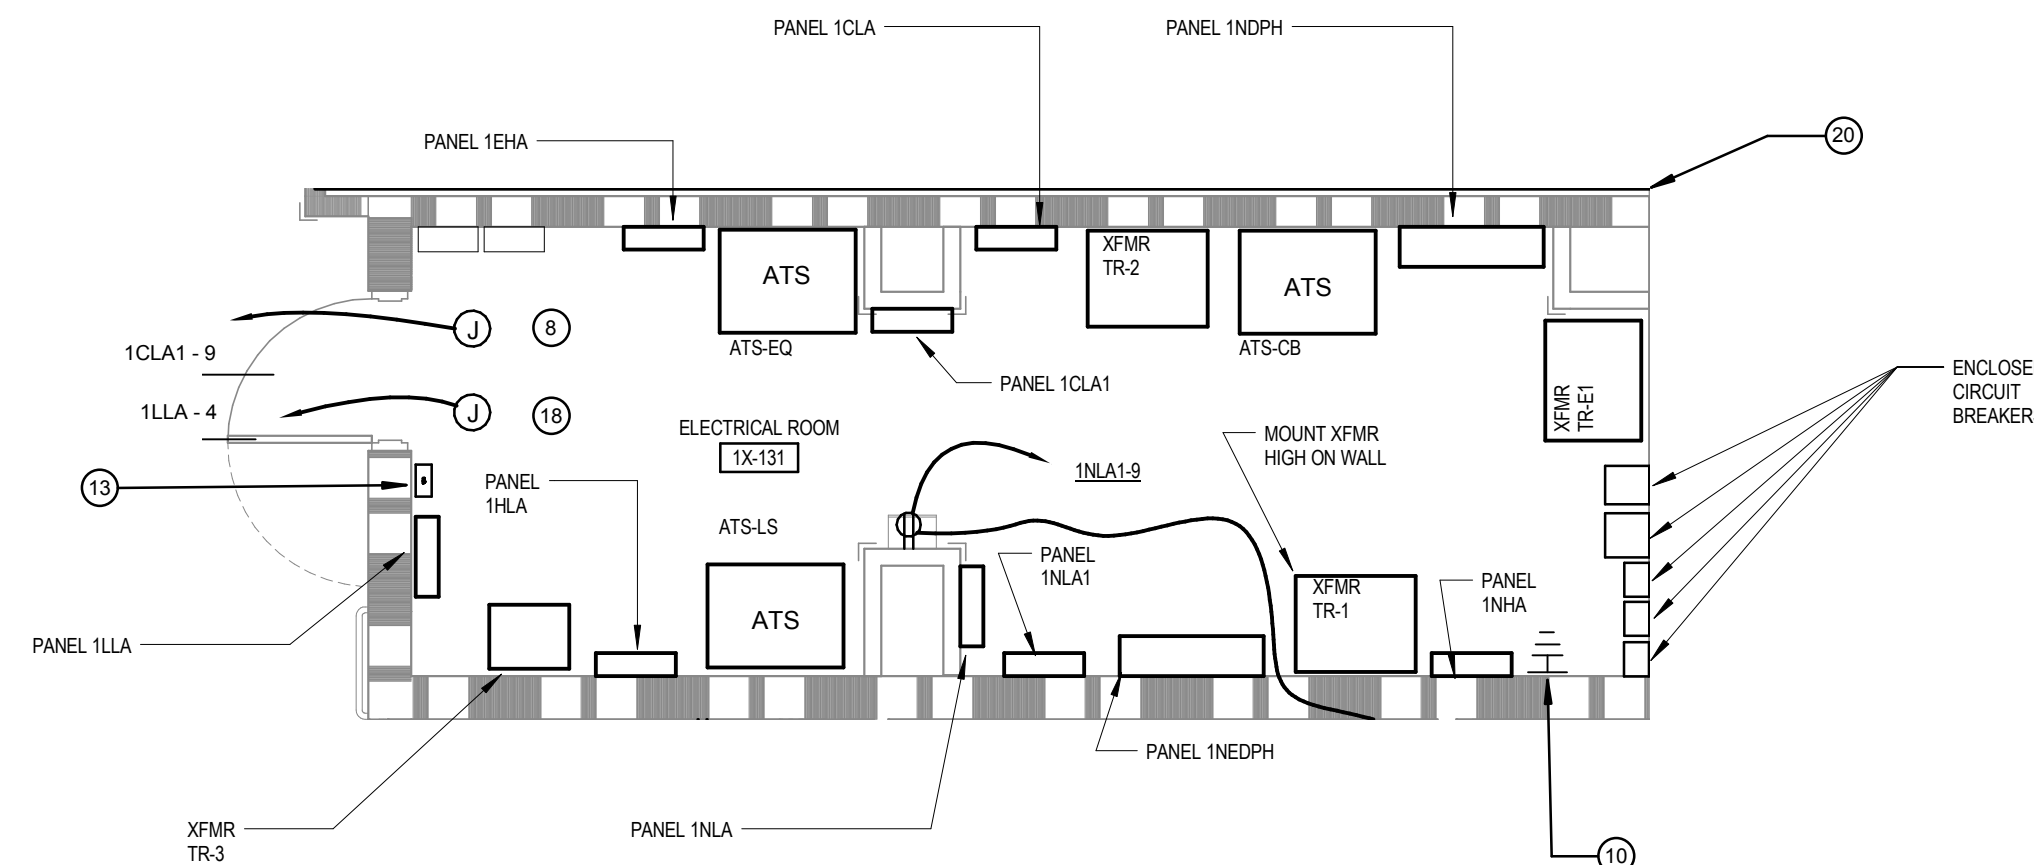 PANEL 1CLA
PANEL 1NDPH
PANEL 1EHA
20
XFMR
TR-2
ATS
ATS
J
8
1CLA1 - 9
ATS-EQ
ATS-CB
PANEL 1CLA1
ENCLOSE
CIRCUIT
BREAKER
XFMR
TR-E1
1LLA - 4
J
18
ELECTRICAL ROOM
1X-131
MOUNT XFMR
HIGH ON WALL
1NLA1-9
13
PANEL
1HLA
ATS-LS
PANEL
1NLA1
XFMR
TR-1
PANEL
1NHA
ATS
PANEL 1LLA
PANEL 1NEDPH
XFMR
TR-3
PANEL 1NLA
10